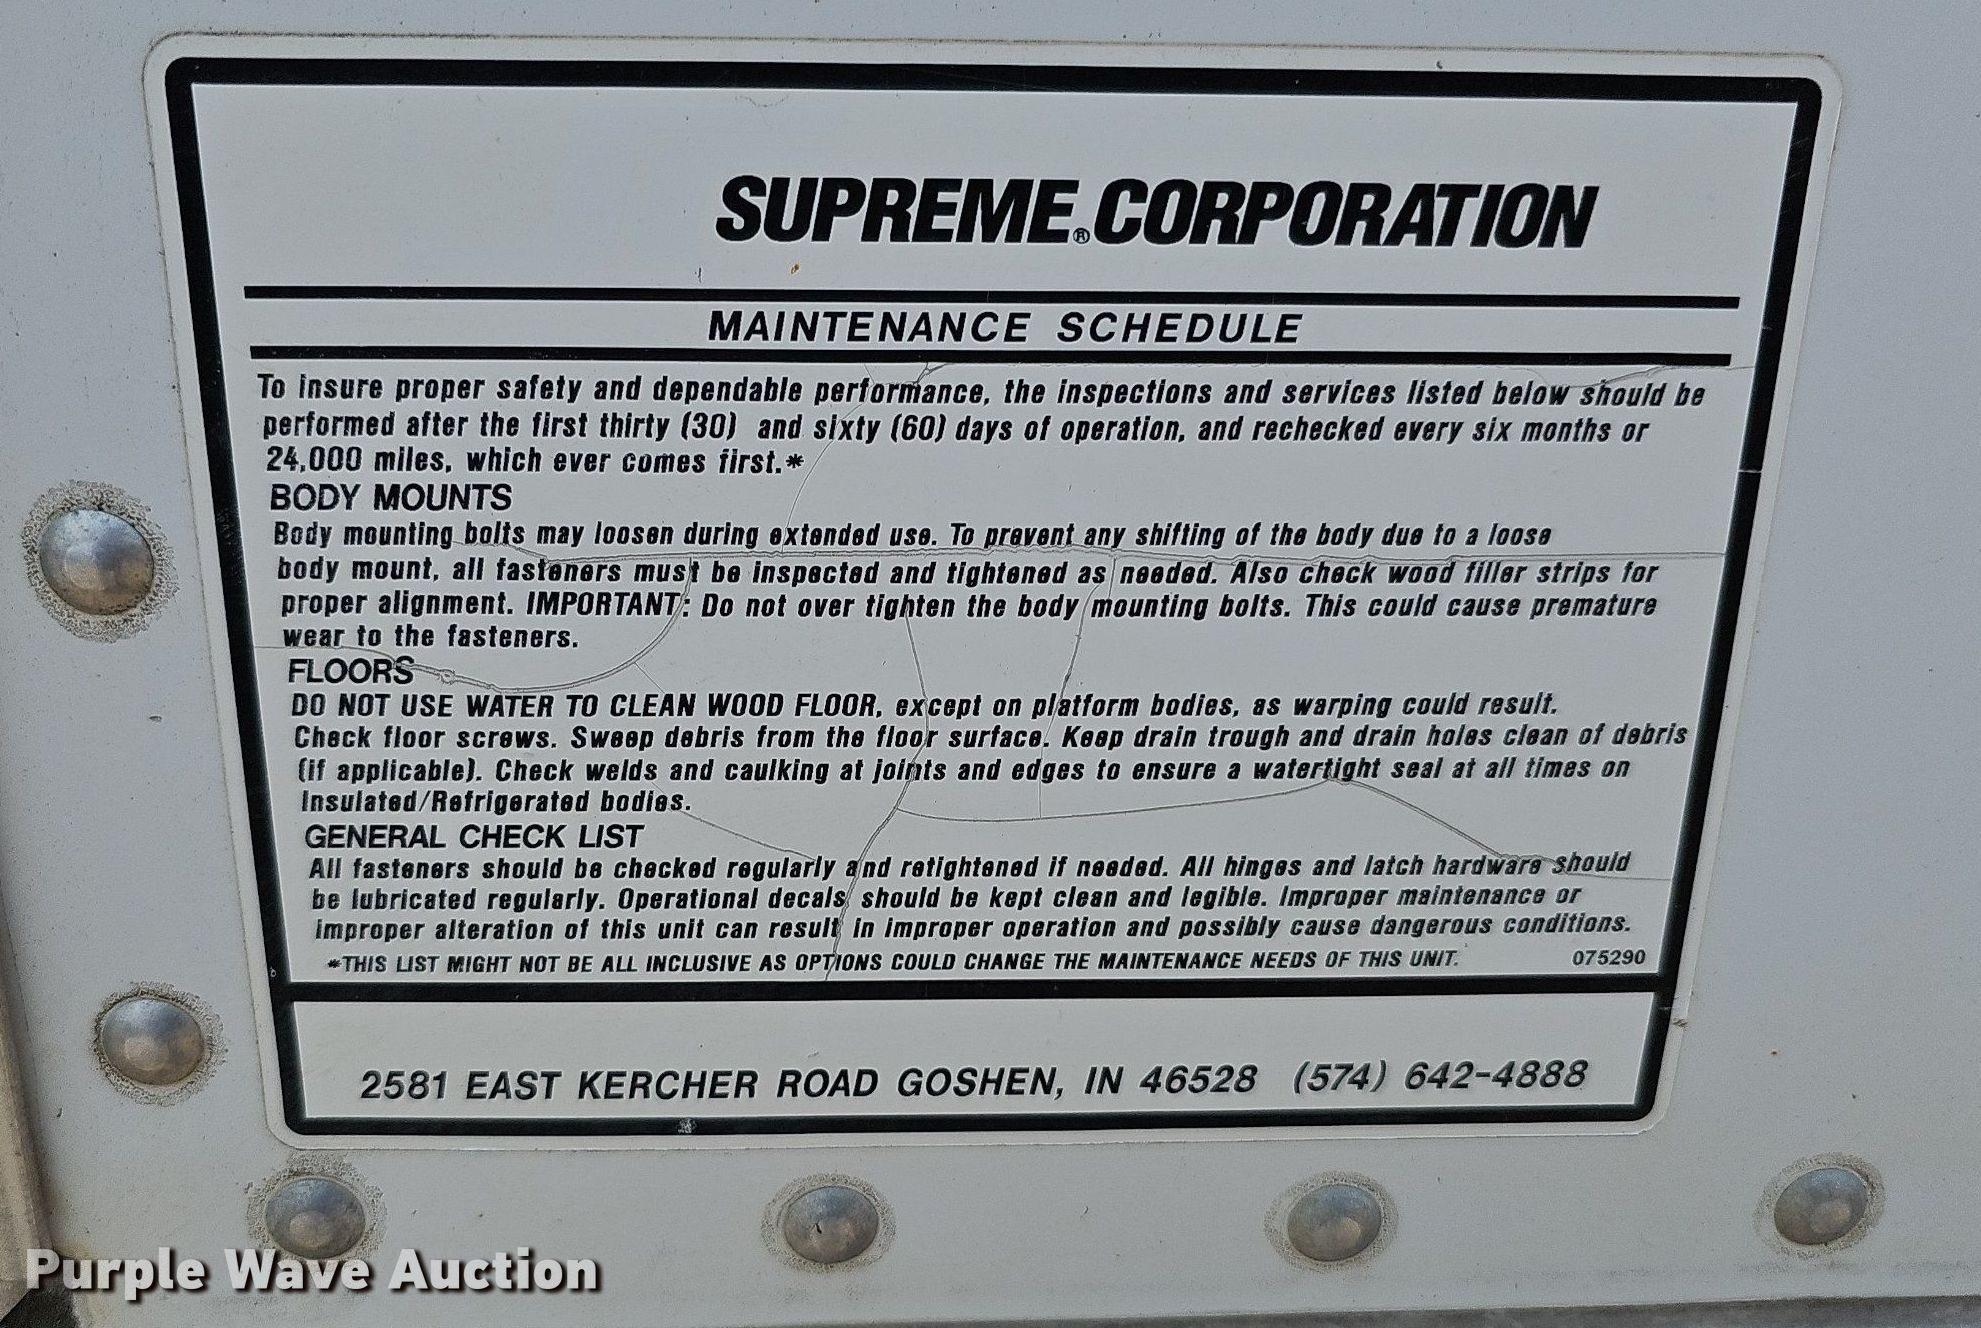 SUPREME® CORPORATION
MAINTENANCE SCHEDULE
To insure proper safety and dependable performance, the inspections and services listed below should be
performed after the first thirty (30) and sixty (60) days of operation, and rechecked every six months or
24,000 miles, which ever comes first.*
BODY MOUNTS
Body mounting bolts may loosen during extended use. To prevent any shifting of the body due to a loose
body mount, all fasteners must be inspected and tightened as needed. Also check wood filler strips for
proper alignment. IMPORTANT: Do not over tighten the body mounting bolts. This could cause premature
wear to the fasteners.
FLOORS
DO NOT USE WATER TO CLEAN WOOD FLOOR, except on platform bodies, as warping could result.
Check floor screws. Sweep debris from the floor surface. Keep drain trough and drain holes clean of debris
(if applicable). Check welds and caulking at joints and edges to ensure a watertight seal at all times on
Insulated/Refrigerated bodies.
GENERAL CHECK LIST
All fasteners should be checked regularly and retightened if needed. All hinges and latch hardware should
be lubricated regularly. Operational decals should be kept clean and legible. Improper maintenance or
improper alteration of this unit can result in improper operation and possibly cause dangerous conditions.
*THIS LIST MIGHT NOT BE ALL INCLUSIVE AS OPTIONS COULD CHANGE THE MAINTENANCE NEEDS OF THIS UNIT. 075290
2581 EAST KERCHER ROAD GOSHEN, IN 46528 (574) 642-4888
Purple Wave Auction